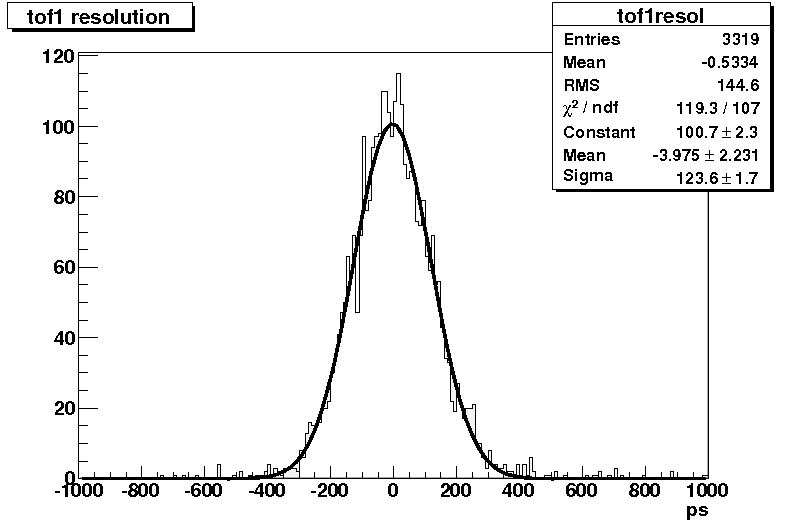 tof1 resolution
tof1resol
Entries 3319
Mean -0.5334
RMS 144.6
χ² / ndf 119.3 / 107
Constant 100.7 ± 2.3
Mean -3.975 ± 2.231
Sigma 123.6 ± 1.7
120
100
80
60
40
20
0
-1000 -800 -600 -400 -200 0 200 400 600 800 1000
ps